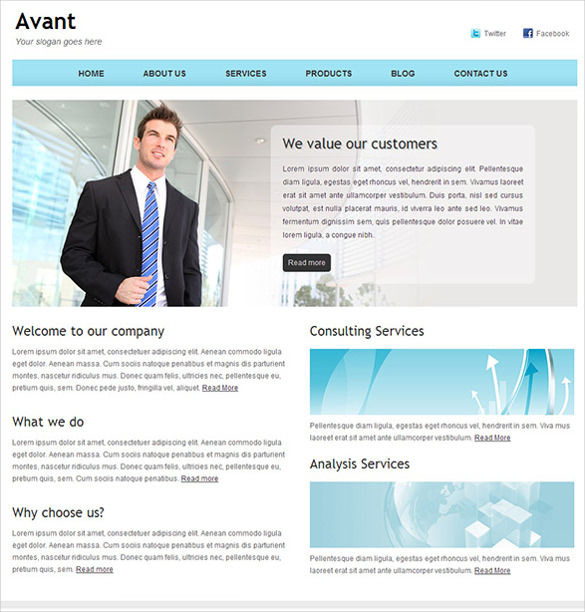 Avant
Your slogan goes here
Twitter
Facebook
HOME
ABOUT US
SERVICES
PRODUCTS
BLOG
CONTACT US
We value our customers
Lorem ipsum dolor sit amet, consectetur adipiscing elit. Pellentesque
diam ligula, egestas eget rhoncus vel, hendrerit in sem. Vivamus laoreet
erat sit amet ante ullamcorper vestibulum. Duis porta, nisl sed cursus
volutpat, est nulla placerat mauris, id viverra leo ante sed leo. Vivamus
fermentum dignissim sem, quis pellentesque dolor posuere vel. In vitae
lorem ligula, a congue nibh.
Read more
Welcome to our company
Lorem ipsum dolor sit amet, consectetuer adipiscing elit. Aenean commodo ligula
eget dolor. Aenean massa. Cum sociis natoque penatibus et magnis dis parturient
montes, nascetur ridiculus mus. Donec quam felis, ultricies nec, pellentesque eu,
pretium quis, sem. Donec pede justo, fringilla vel, aliquet. Read More
What we do
Lorem ipsum dolor sit amet, consectetuer adipiscing elit. Aenean commodo ligula
eget dolor. Aenean massa. Cum sociis natoque penatibus et magnis dis parturient
montes, nascetur ridiculus mus. Donec quam felis, ultricies nec, pellentesque eu,
pretium quis, sem. Cum sociis natoque penatibus. Read more
Why choose us?
Lorem ipsum dolor sit amet, consectetuer adipiscing elit. Aenean commodo ligula
eget dolor. Aenean massa. Cum sociis natoque penatibus et magnis dis parturient
montes, nascetur ridiculus mus. Donec quam felis, ultricies nec, pellentesque eu,
pretium quis, sem. Read more
Consulting Services
Pellentesque diam ligula, egestas eget rhoncus vel, hendrerit in sem. Viva mus
laoreet erat sit amet ante ullamcorper vestibulum. Read More
Analysis Services
Pellentesque diam ligula, egestas eget rhoncus vel, hendrerit in sem. Viva mus
laoreet erat sit amet ante ullamcorper vestibulum. Read More